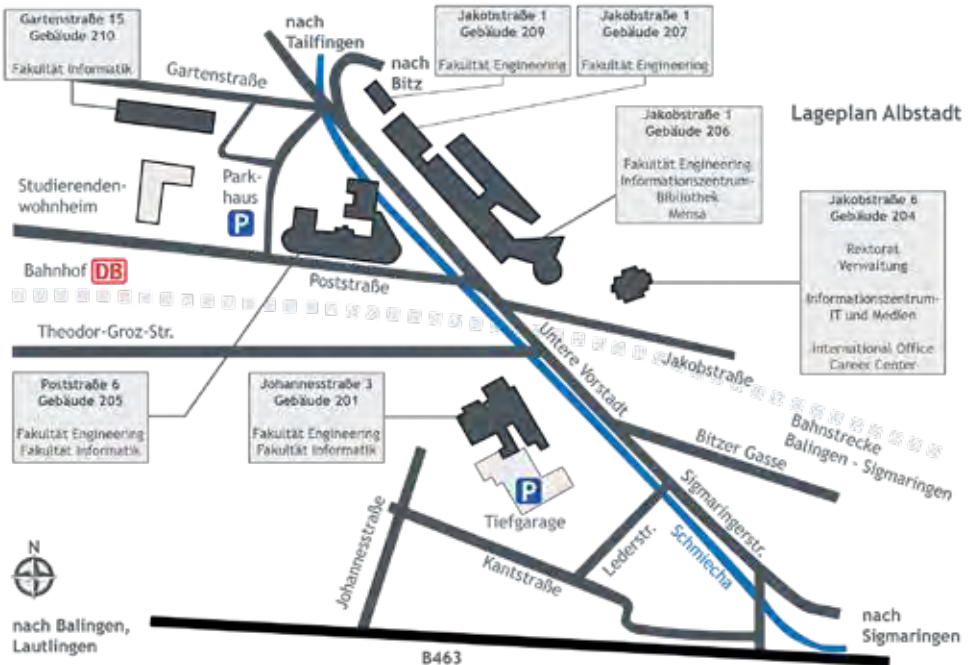 Gartenstraße 15
Gebäude 210
Fakultät Informatik
nach
Tailfingen
Jakobstraße 1
Gebäude 209
Fakultät Engineering
Jakobstraße 1
Gebäude 207
Fakultät Engineering
nach
Bitz
Gartenstraße
Lageplan Albstadt
Jakobstraße 1
Gebäude 206
Fakultät Engineering
Informationszentrum-
Bibliothek
Mensa
Studierenden-
wohnheim
Park-
haus
P
Jakobstraße 6
Gebäude 204
Rektorat
Verwaltung
Informationszentrum-
IT und Medien
International Office
Career Center
Bahnhof DB
Poststraße
Theodor-Groz-Str.
Untere Vorstadt
Jakobstraße
Poststraße 6
Gebäude 205
Fakultät Engineering
Fakultät Informatik
Johannesstraße 3
Gebäude 201
Fakultät Engineering
Fakultät Informatik
Bahnstrecke
Balingen - Sigmaringen
Bitzer Gasse
P
Tiefgarage
Sigmaringerstr.
Johannesstraße
Kantstraße
Lederstr.
Schmiecha
N
nach Balingen,
Lautlingen
B463
nach
Sigmaringen